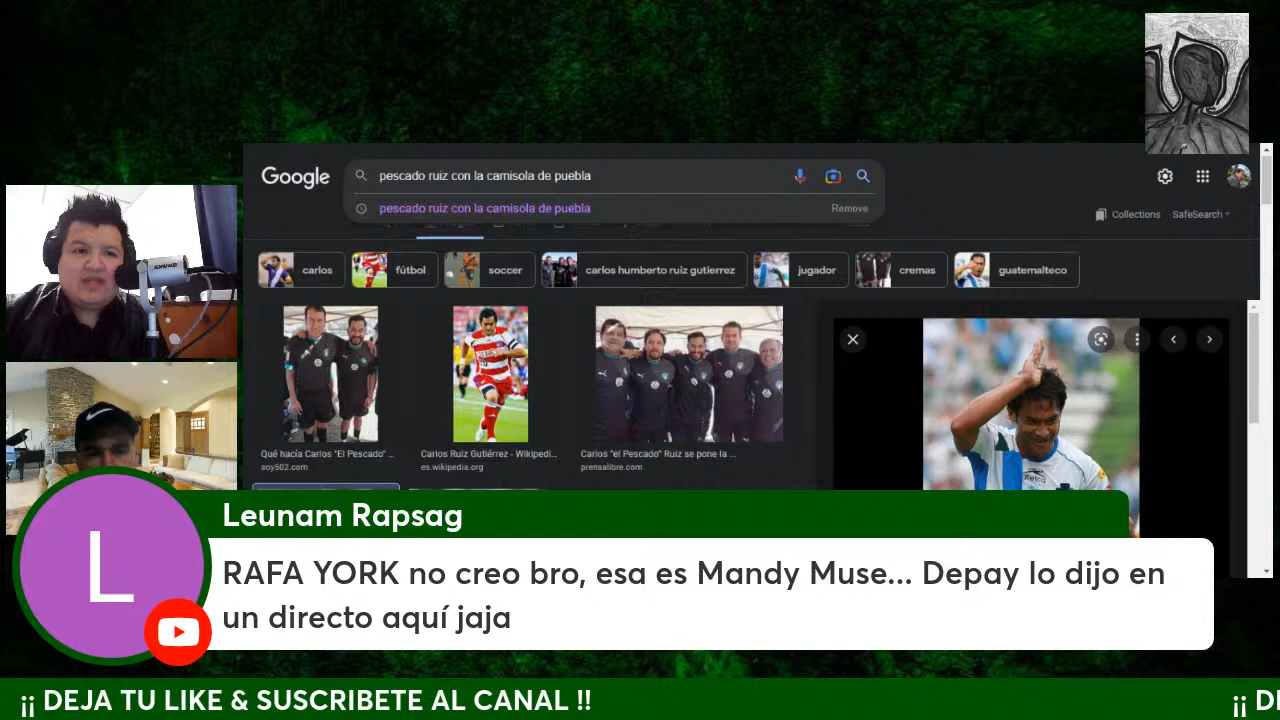 Google
pescado ruiz con la camisola de puebla
pescado ruiz con la camisola de puebla
Remove
Collections
SafeSearch
carlos
fútbol
soccer
carlos humberto ruiz gutierrez
jugador
cremas
guatemalteco
SHURE
Qué hacía Carlos "El Pescado" ...
soy502.com
Carlos Ruiz Gutiérrez - Wikipedi...
es.wikipedia.org
Carlos "el Pescado" Ruiz se pone la ...
prensalibre.com
atletica
L
Leunam Rapsag
RAFA YORK no creo bro, esa es Mandy Muse... Depay lo dijo en
un directo aquí jaja
¡¡ DEJA TU LIKE & SUSCRIBETE AL CANAL !!
¡¡ D